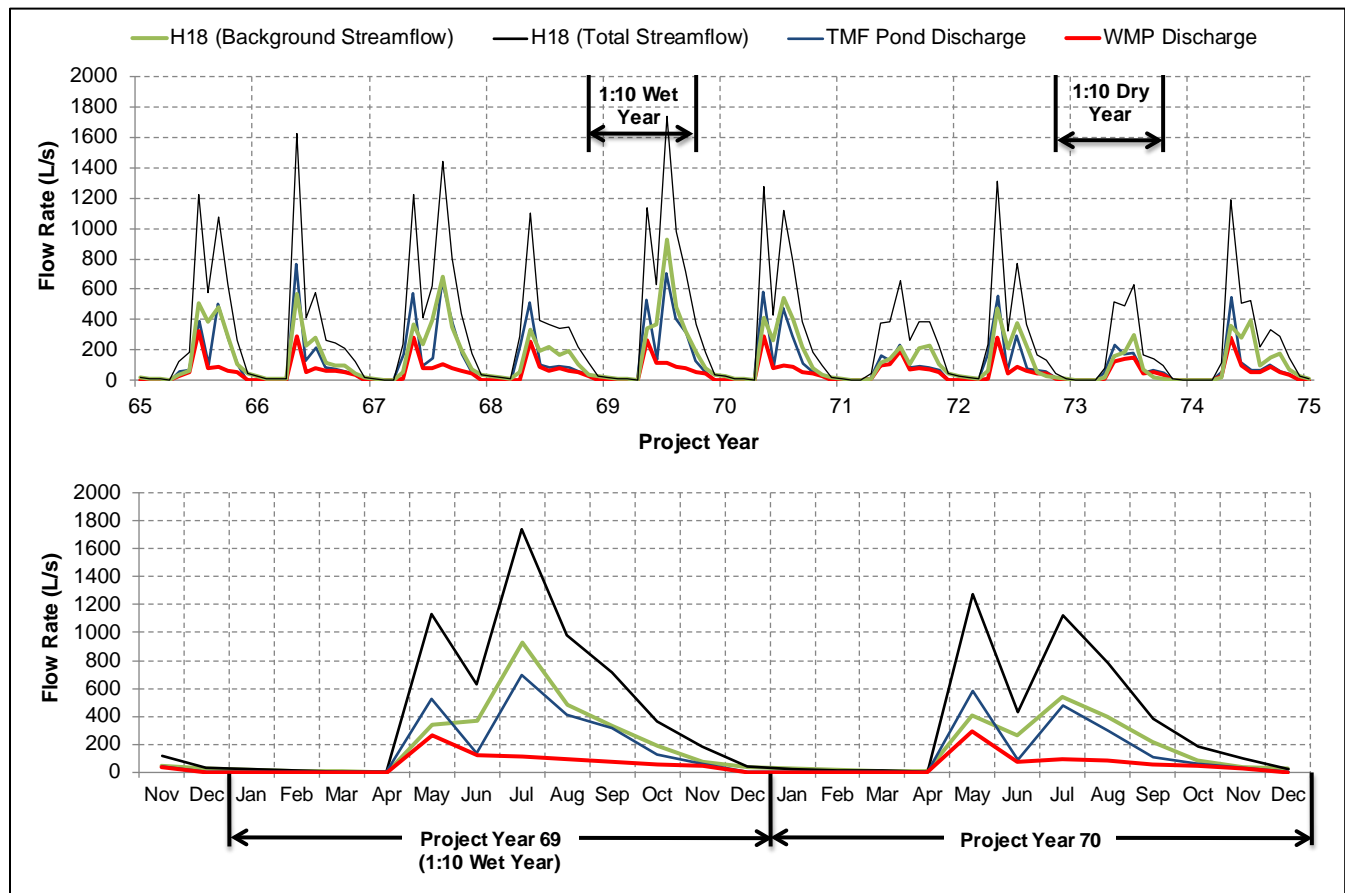 H18 (Background Streamflow) H18 (Total Streamflow) TMF Pond Discharge WMP Discharge
2000
1800
1600
1400
1200
1000
800
600
400
200
0
Flow Rate (L/s)
1:10 Wet
Year
1:10 Dry
Year
65 66 67 68 69 70 71 72 73 74 75
Project Year
2000
1800
1600
1400
1200
1000
800
600
400
200
0
Flow Rate (L/s)
Nov Dec Jan Feb Mar Apr May Jun Jul Aug Sep Oct Nov Dec Jan Feb Mar Apr May Jun Jul Aug Sep Oct Nov Dec
Project Year 69
(1:10 Wet Year)
Project Year 70